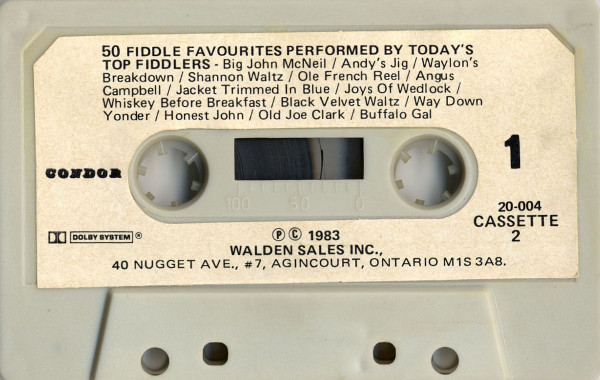 50 FIDDLE FAVOURITES PERFORMED BY TODAY'S
TOP FIDDLERS - Big John McNeil / Andy's Jig / Waylon's
Breakdown / Shannon Waltz / Ole French Reel / Angus
Campbell / Jacket Trimmed In Blue / Joys Of Wedlock /
Whiskey Before Breakfast / Black Velvet Waltz / Way Down
Yonder / Honest John / Old Joe Clark / Buffalo Gal
1
CONDOR
100 50 0
20-004
CASSETTE
2
DOLBY SYSTEM ®
℗ © 1983
WALDEN SALES INC.,
40 NUGGET AVE., #7, AGINCOURT, ONTARIO M1S 3A8.